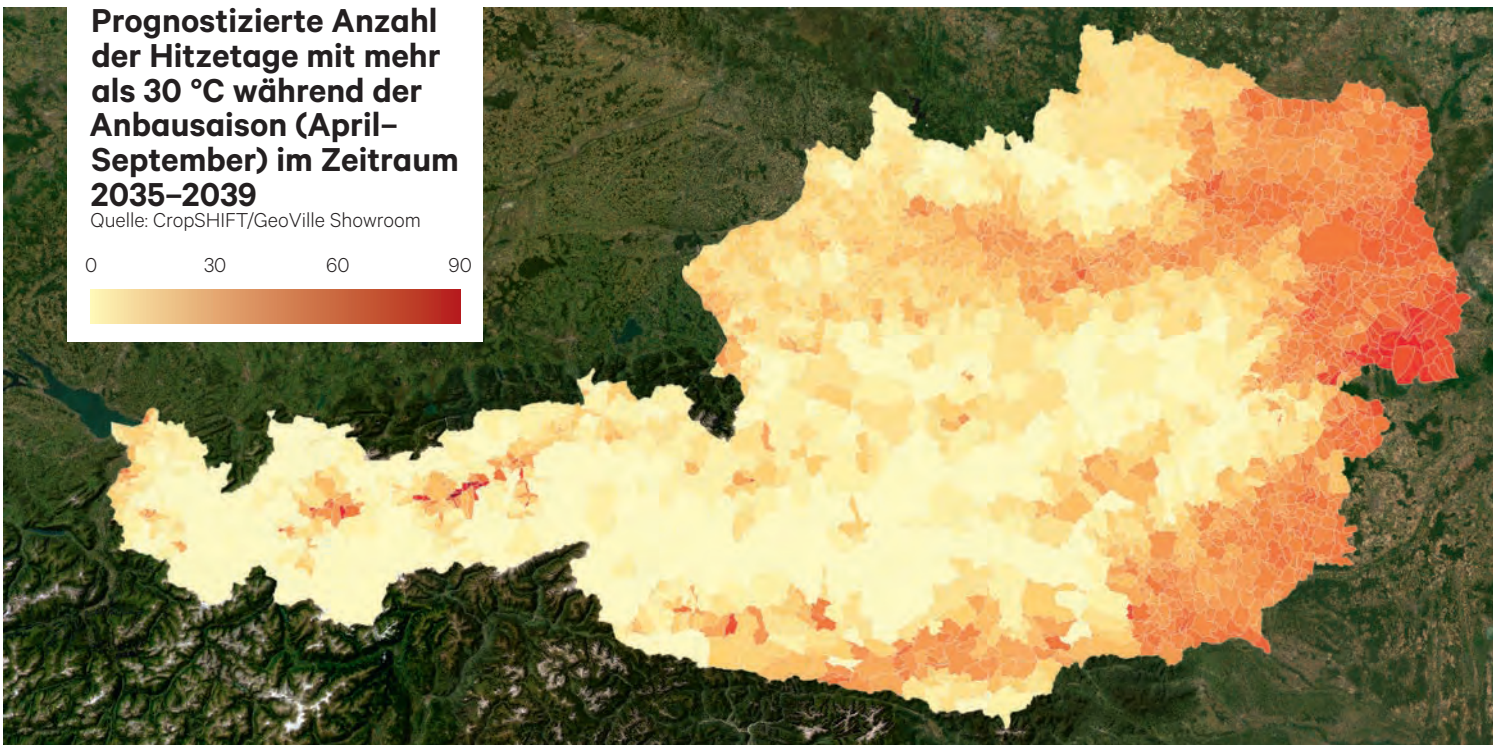 Prognostizierte Anzahl
der Hitzetage mit mehr
als 30 °C während der
Anbausaison (April–
September) im Zeitraum
2035–2039
Quelle: CropSHIFT/GeoVille Showroom
0 30 60 90